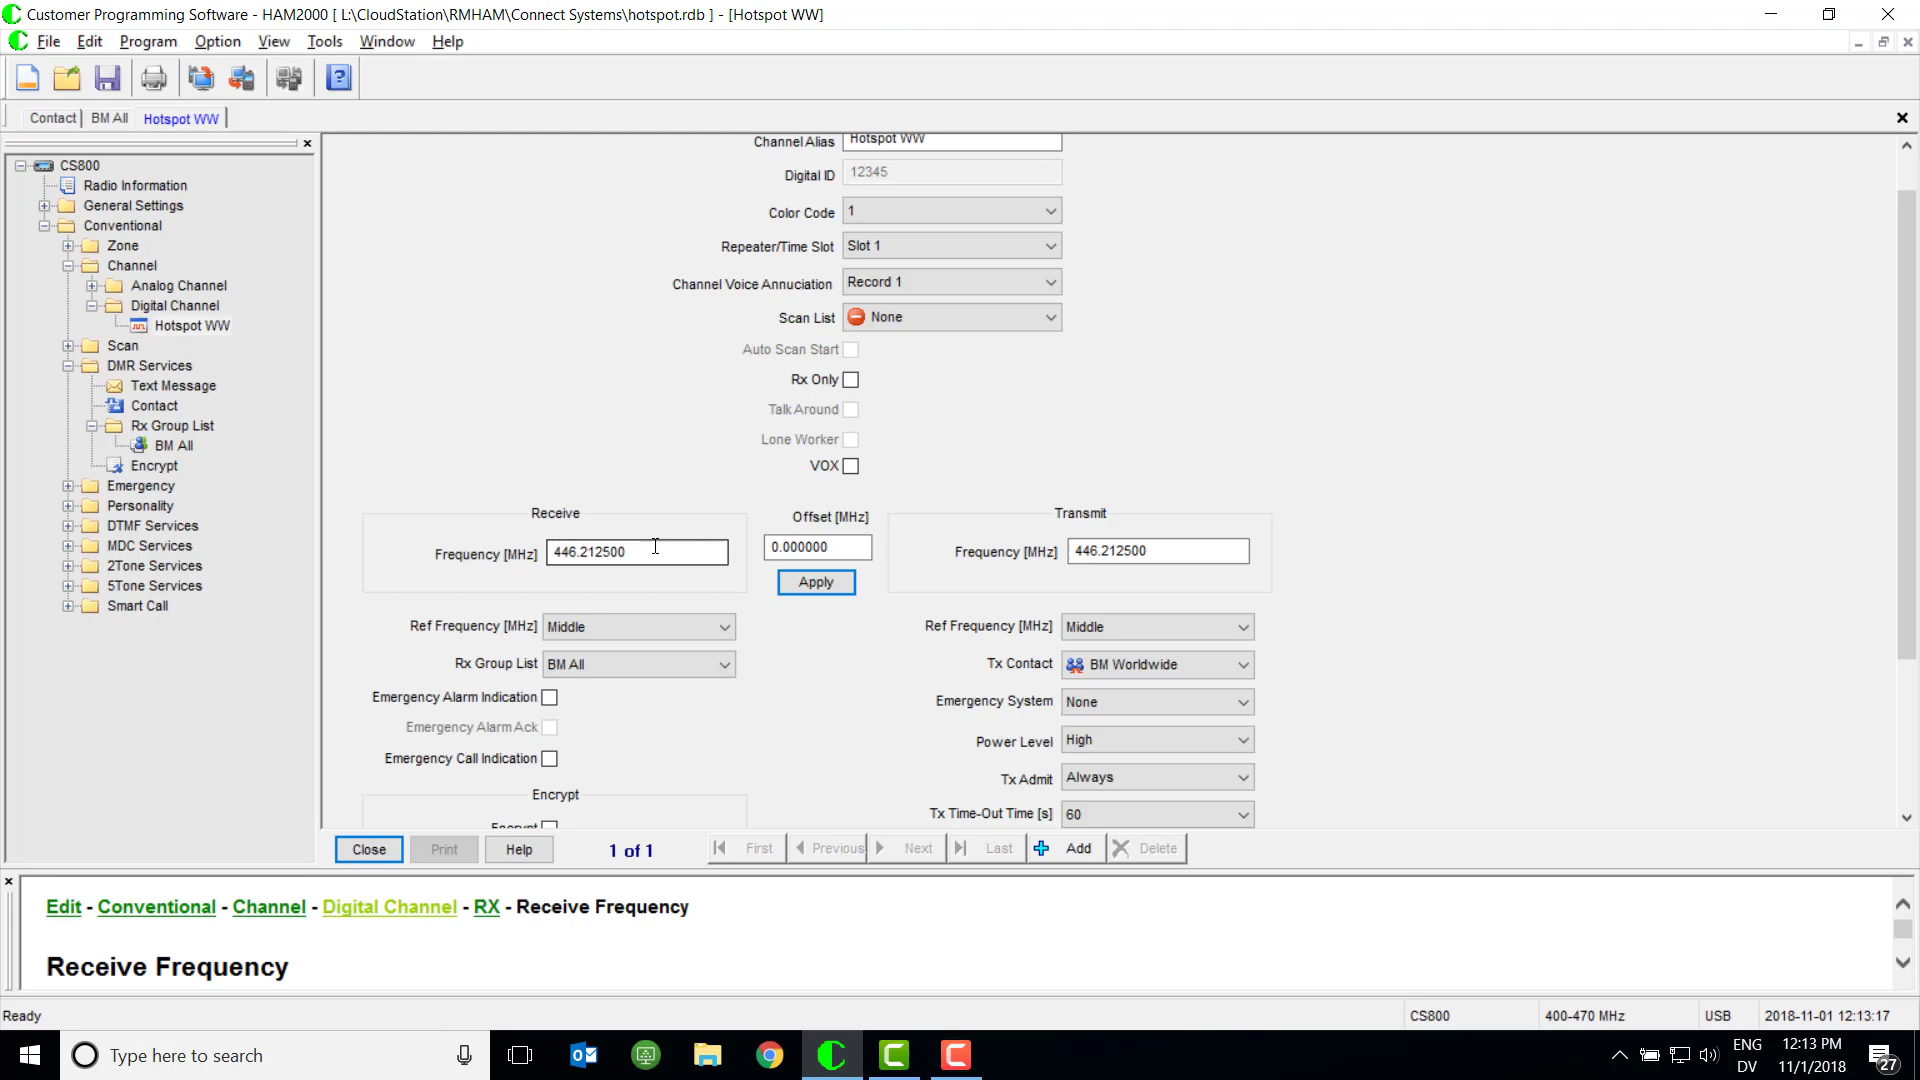 Customer Programming Software - HAM2000 [ L:\CloudStation\RMHAM\Connect Systems\hotspot.rdb ] - [Hotspot WW]
File Edit Program Option View Tools Window Help
Contact BM All Hotspot WW
CS800
Radio Information
General Settings
Conventional
Zone
Channel
Analog Channel
Digital Channel
Hotspot WW
Scan
DMR Services
Text Message
Contact
Rx Group List
BM All
Encrypt
Emergency
Personality
DTMF Services
MDC Services
2Tone Services
5Tone Services
Smart Call
Channel Alias Hotspot WW
Digital ID 12345
Color Code 1
Repeater/Time Slot Slot 1
Channel Voice Annuciation Record 1
Scan List None
Auto Scan Start
Rx Only
Talk Around
Lone Worker
VOX
Receive Offset [MHz] Transmit
Frequency [MHz] 446.212500 0.000000 Frequency [MHz] 446.212500
Apply
Ref Frequency [MHz] Middle Ref Frequency [MHz] Middle
Rx Group List BM All Tx Contact BM Worldwide
Emergency Alarm Indication Emergency System None
Emergency Alarm Ack Power Level High
Emergency Call Indication Tx Admit Always
Encrypt Tx Time-Out Time [s] 60
Encrypt
Close Print Help 1 of 1 First Previous Next Last Add Delete
Edit - Conventional - Channel - Digital Channel - RX - Receive Frequency
Receive Frequency
Ready CS800 400-470 MHz USB 2018-11-01 12:13:17
Type here to search ENG 12:13 PM
DV 11/1/2018 27